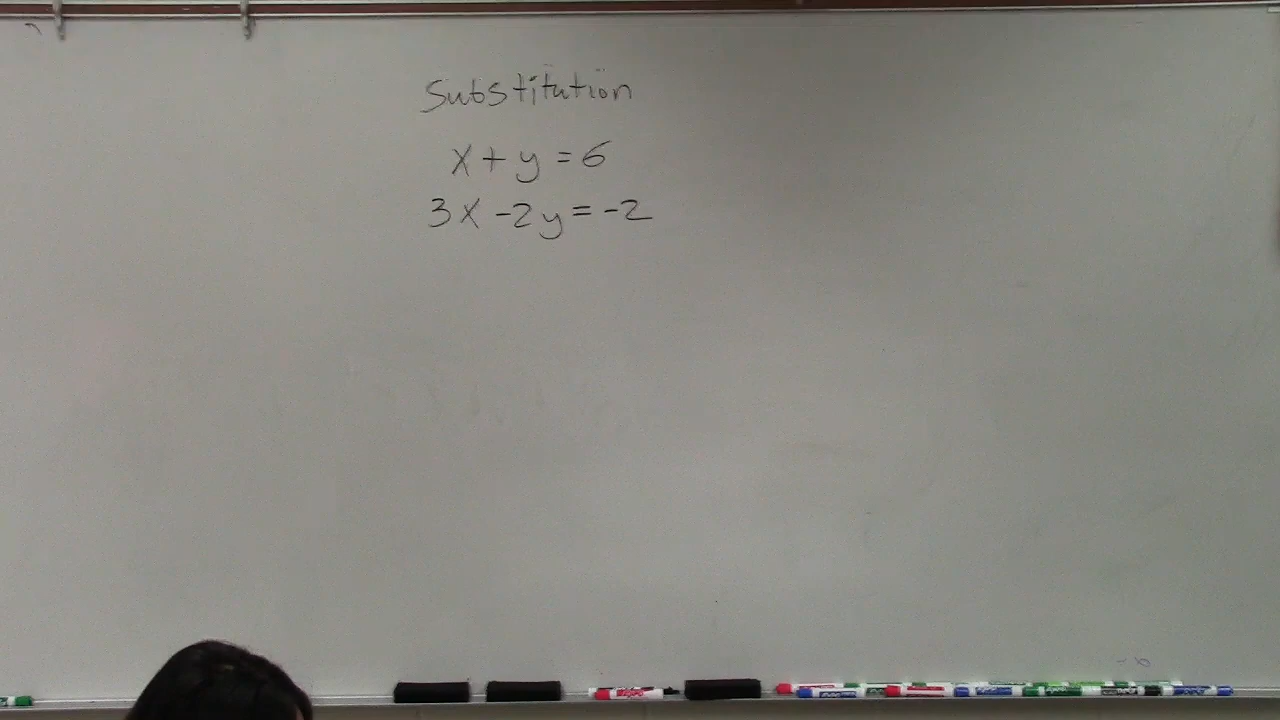 Substitution
x + y = 6
3x - 2y = -2